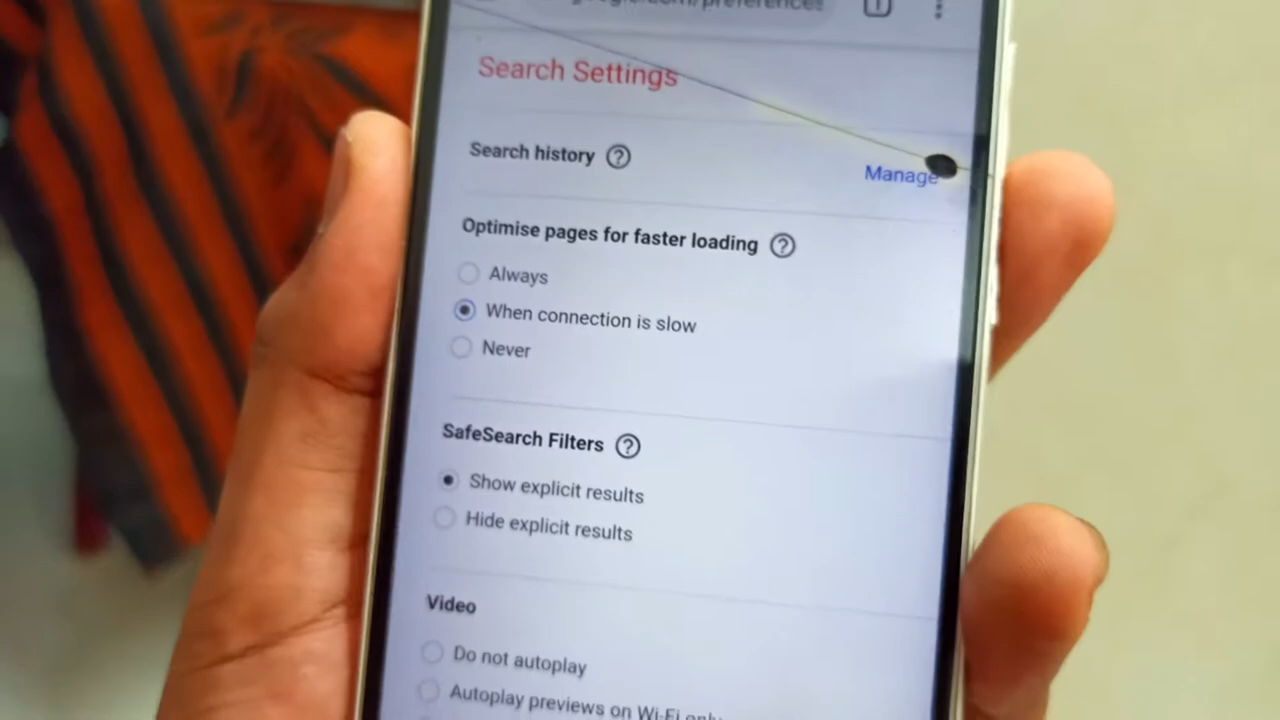 Search Settings
Search history
Manage
Optimise pages for faster loading
Always
When connection is slow
Never
SafeSearch Filters
Show explicit results
Hide explicit results
Video
Do not autoplay
Autoplay previews on Wi-Fi only